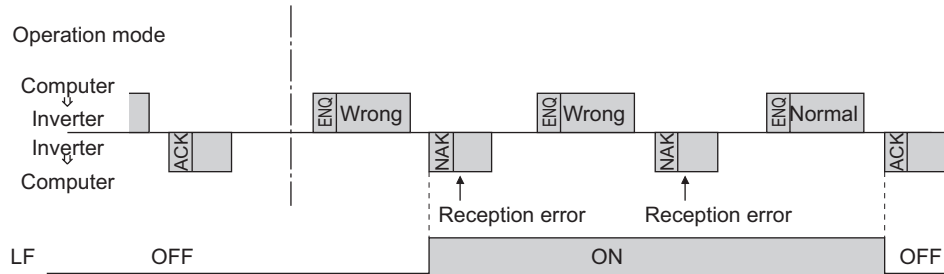 Operation mode
Computer
Inverter
Inverter
Computer
ACK
ENQ Wrong
NAK
ENQ Wrong
NAK
ENQ Normal
ACK
Reception error
Reception error
LF OFF ON OFF